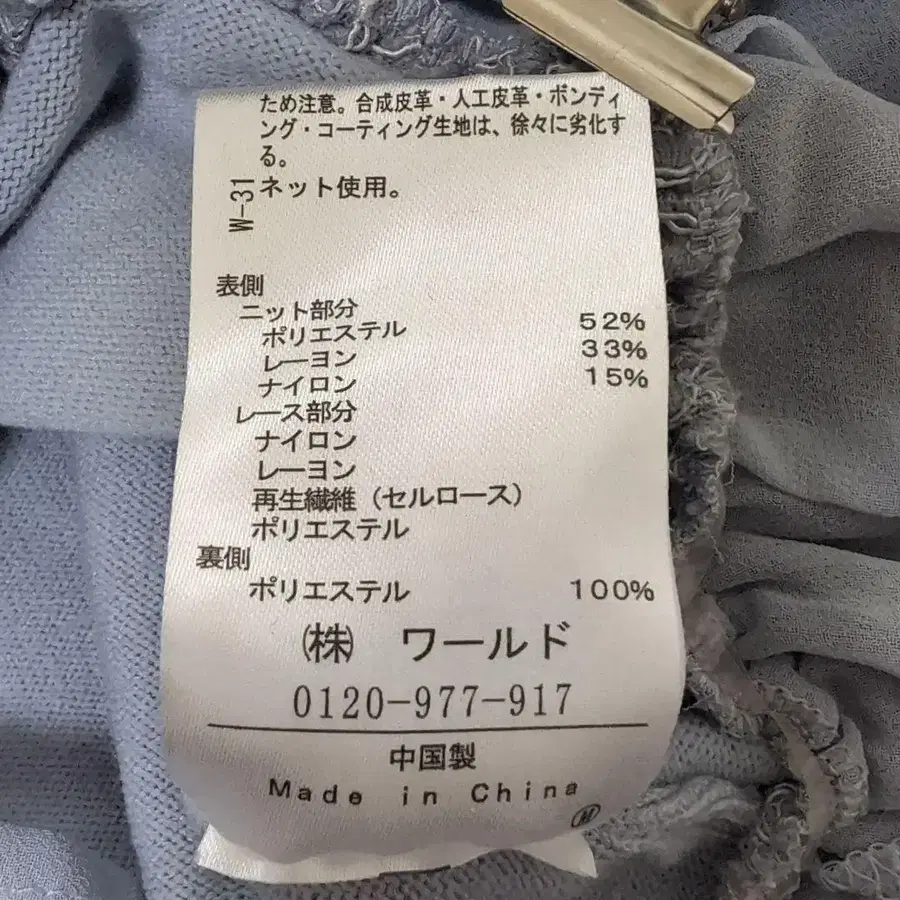 ため注意。合成皮革・人工皮革・ボンディ
ング・コーティング生地は、徐々に劣化す
る。
W-31
ネット使用。
表側
ニット部分
ポリエステル 52%
レーヨン 33%
ナイロン 15%
レース部分
ナイロン
レーヨン
再生繊維（セルロース）
ポリエステル
裏側
ポリエステル 100%
㈱ ワールド
0120-977-917
中国製
Made in China
M